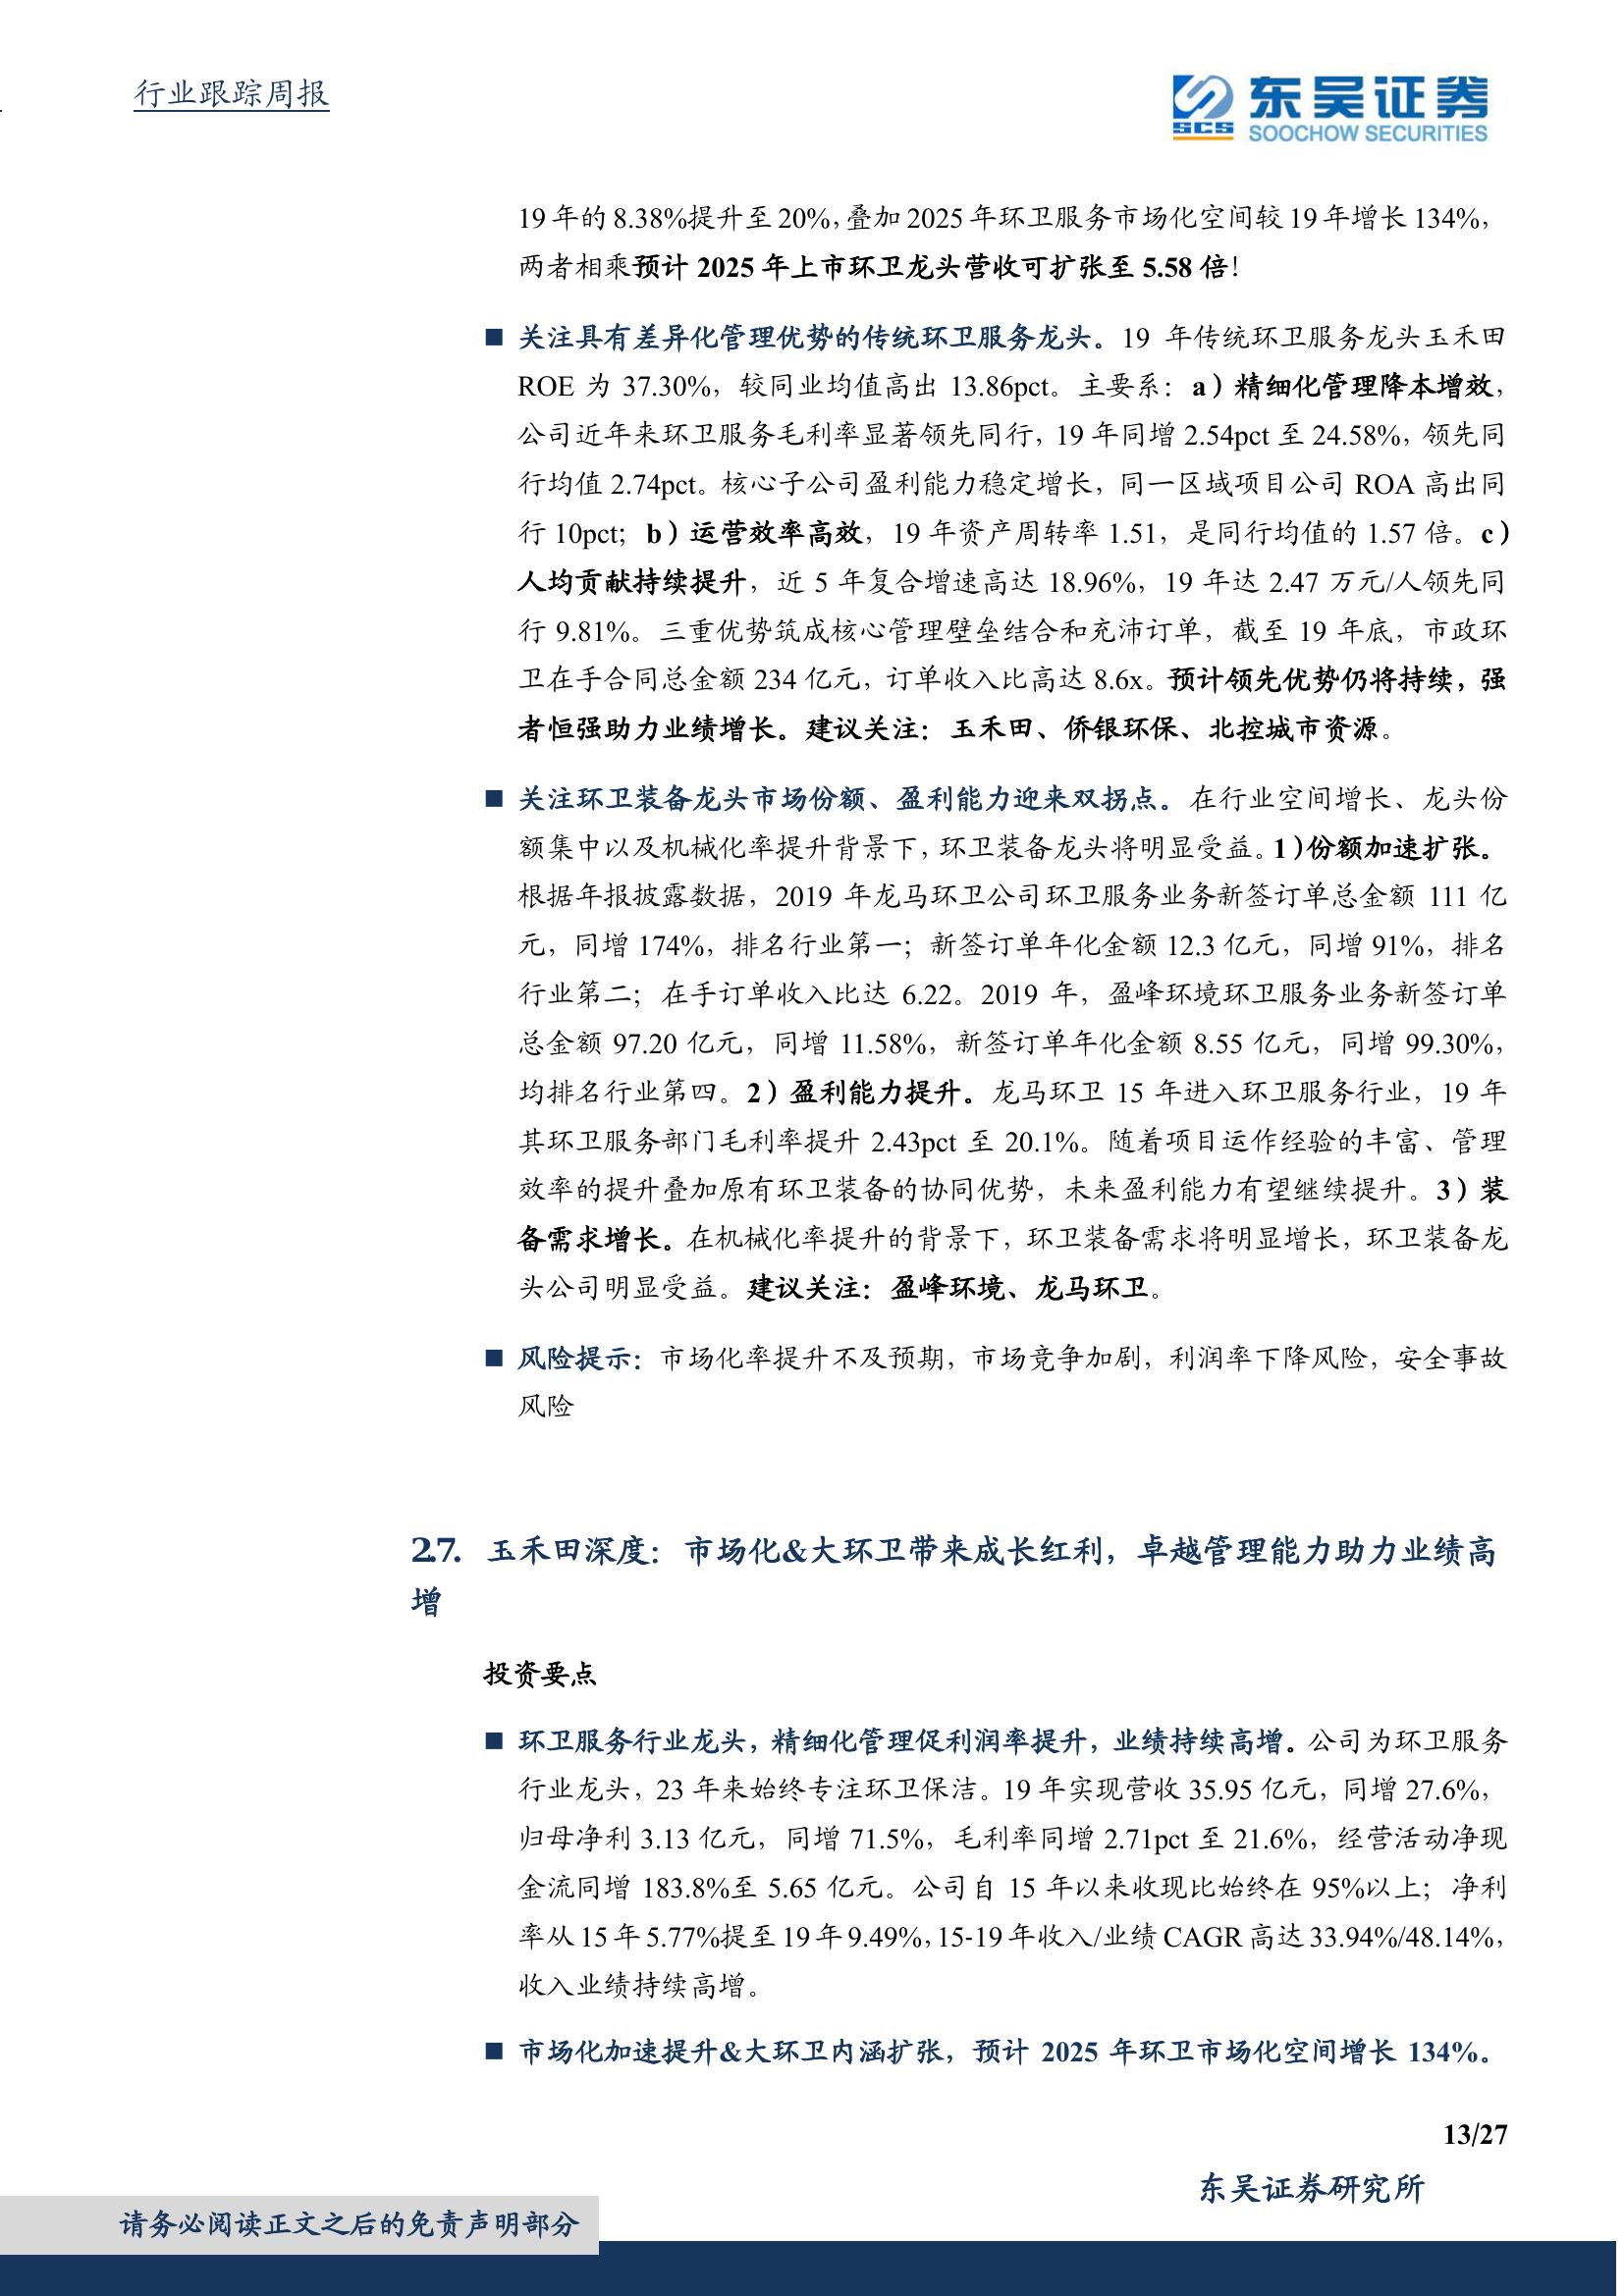 行业跟踪周报
SCS
东吴证券
SOOCHOW SECURITIES
19年的8.38%提升至20%，叠加2025年环卫服务市场化空间较19年增长134%，
两者相乘预计 2025 年上市环卫龙头营收可扩张至 5.58 倍！
■ 关注具有差异化管理优势的传统环卫服务龙头。19 年传统环卫服务龙头玉禾田
ROE 为 37.30%，较同业均值高出 13.86pct。主要系：a）精细化管理降本增效，
公司近年来环卫服务毛利率显著领先同行，19 年同增 2.54pct 至 24.58%，领先同
行均值 2.74pct。核心子公司盈利能力稳定增长，同一区域项目公司 ROA 高出同
行 10pct；b）运营效率高效，19 年资产周转率 1.51，是同行均值的 1.57 倍。c）
人均贡献持续提升，近 5 年复合增速高达 18.96%，19 年达 2.47 万元/人领先同
行 9.81%。三重优势筑成核心管理壁垒结合和充沛订单，截至 19 年底，市政环
卫在手合同总金额 234 亿元，订单收入比高达 8.6x。预计领先优势仍将持续，强
者恒强助力业绩增长。建议关注：玉禾田、侨银环保、北控城市资源。
■ 关注环卫装备龙头市场份额、盈利能力迎来双拐点。在行业空间增长、龙头份
额集中以及机械化率提升背景下，环卫装备龙头将明显受益。1）份额加速扩张。
根据年报披露数据，2019 年龙马环卫公司环卫服务业务新签订单总金额 111 亿
元，同增 174%，排名行业第一；新签订单年化金额 12.3 亿元，同增 91%，排名
行业第二；在手订单收入比达 6.22。2019 年，盈峰环境环卫服务业务新签订单
总金额 97.20 亿元，同增 11.58%，新签订单年化金额 8.55 亿元，同增 99.30%，
均排名行业第四。2）盈利能力提升。龙马环卫 15 年进入环卫服务行业，19 年
其环卫服务部门毛利率提升 2.43pct 至 20.1%。随着项目运作经验的丰富、管理
效率的提升叠加原有环卫装备的协同优势，未来盈利能力有望继续提升。3）装
备需求增长。在机械化率提升的背景下，环卫装备需求将明显增长，环卫装备龙
头公司明显受益。建议关注：盈峰环境、龙马环卫。
■ 风险提示：市场化率提升不及预期，市场竞争加剧，利润率下降风险，安全事故
风险
2.7. 玉禾田深度：市场化&大环卫带来成长红利，卓越管理能力助力业绩高
增
投资要点
■ 环卫服务行业龙头，精细化管理促利润率提升，业绩持续高增。公司为环卫服务
行业龙头，23 年来始终专注环卫保洁。19 年实现营收 35.95 亿元，同增 27.6%，
归母净利 3.13 亿元，同增 71.5%，毛利率同增 2.71pct 至 21.6%，经营活动净现
金流同增 183.8%至 5.65 亿元。公司自 15 年以来收现比始终在 95%以上；净利
率从 15 年 5.77%提至 19 年 9.49%，15-19 年收入/业绩 CAGR 高达 33.94%/48.14%，
收入业绩持续高增。
■ 市场化加速提升&大环卫内涵扩张，预计 2025 年环卫市场化空间增长 134%。
13/27
东吴证券研究所
请务必阅读正文之后的免责声明部分